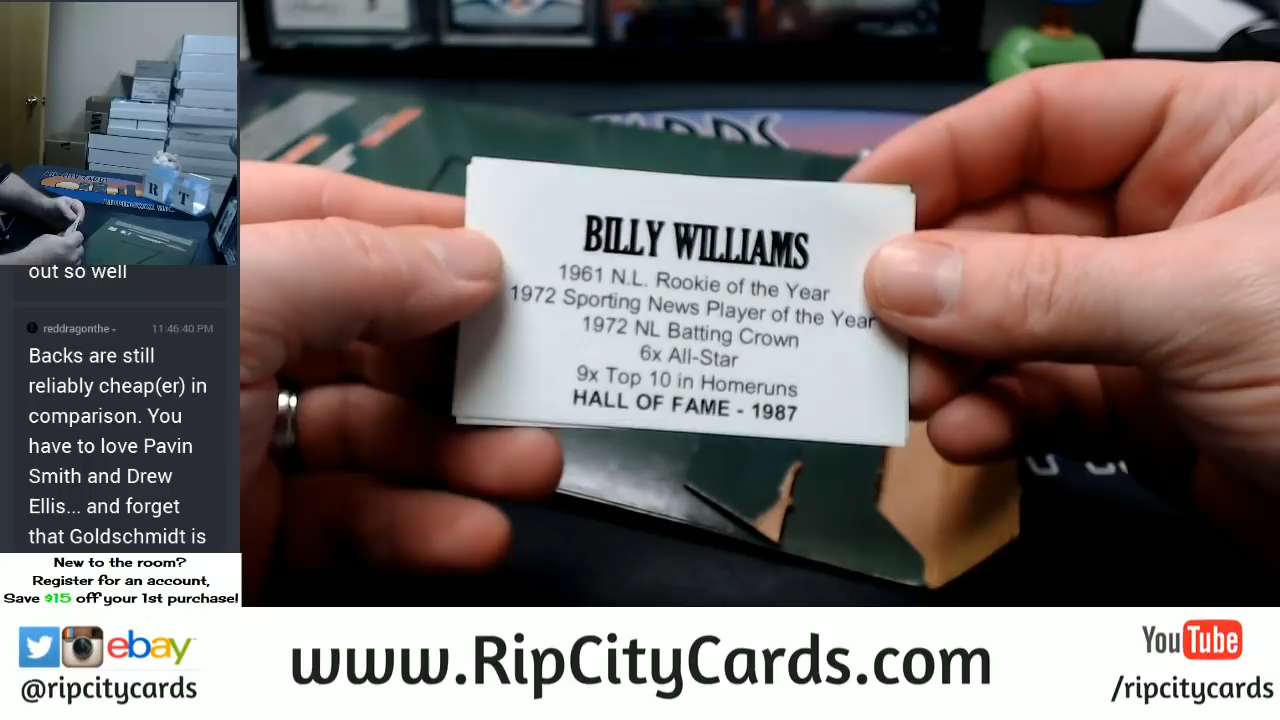 out so well
reddragonthe - 11:46:40 PM
Backs are still
reliably cheap(er) in
comparison. You
have to love Pavin
Smith and Drew
Ellis... and forget
that Goldschmidt is
New to the room?
Register for an account,
Save $15 off your 1st purchase!
BILLY WILLIAMS
1961 N.L. Rookie of the Year
1972 Sporting News Player of the Year
1972 NL Batting Crown
6x All-Star
9x Top 10 in Homeruns
HALL OF FAME - 1987
R T
ebay
@ripcitycards
www.RipCityCards.com
YouTube
/ripcitycards